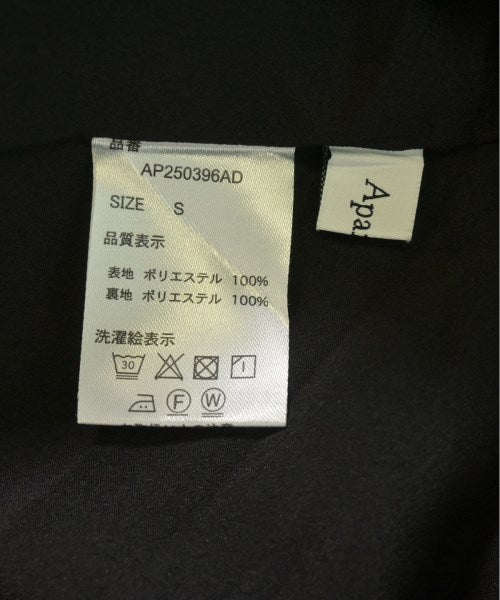 品番
AP250396AD
SIZE S
品質表示
表地 ポリエステル 100%
裏地 ポリエステル 100%
洗濯絵表示
30
F W
Apa